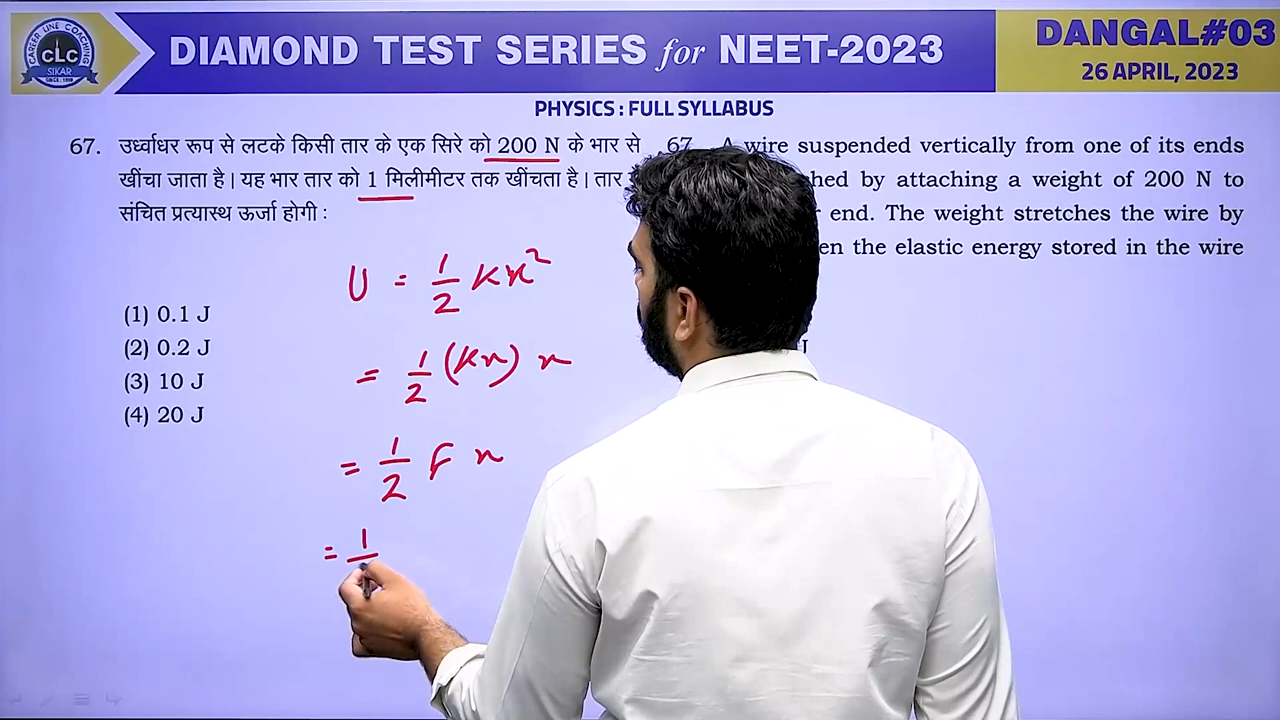 CAREER LINE COACHING
CLC
SIKAR
DIAMOND TEST SERIES for NEET-2023
DANGAL#03
26 APRIL, 2023
PHYSICS : FULL SYLLABUS
67. उर्ध्वाधर रूप से लटके किसी तार के एक सिरे को 200 N के भार से
खींचा जाता है। यह भार तार को 1 मिलीमीटर तक खींचता है। तार
संचित प्रत्यास्थ ऊर्जा होगी :
(1) 0.1 J
(2) 0.2 J
(3) 10 J
(4) 20 J
67. A wire suspended vertically from one of its ends
by attaching a weight of 200 N to
end. The weight stretches the wire by
the elastic energy stored in the wire
U = 1/2 Kx²
= 1/2 (Kx) x
= 1/2 F x
= 1